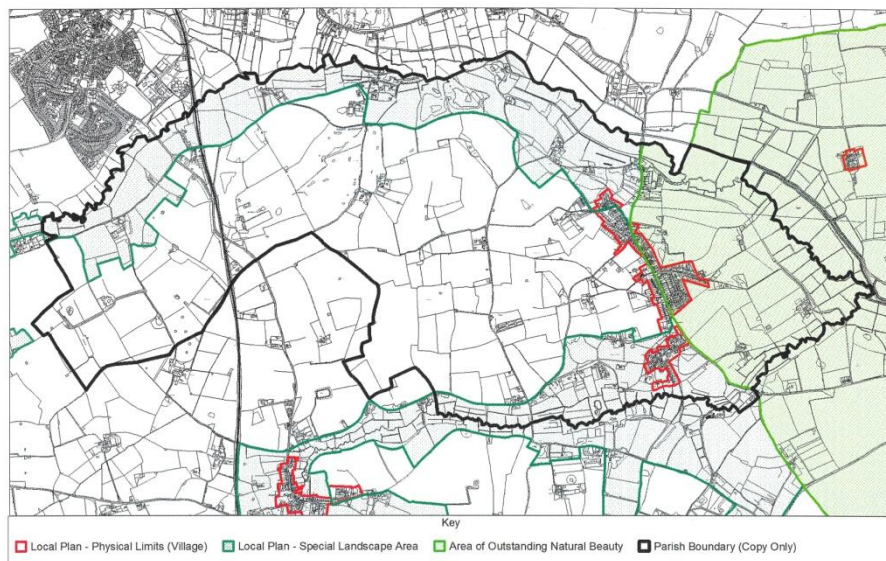 Key
Local Plan - Physical Limits (Village) Local Plan - Special Landscape Area Area of Outstanding Natural Beauty Parish Boundary (Copy Only)